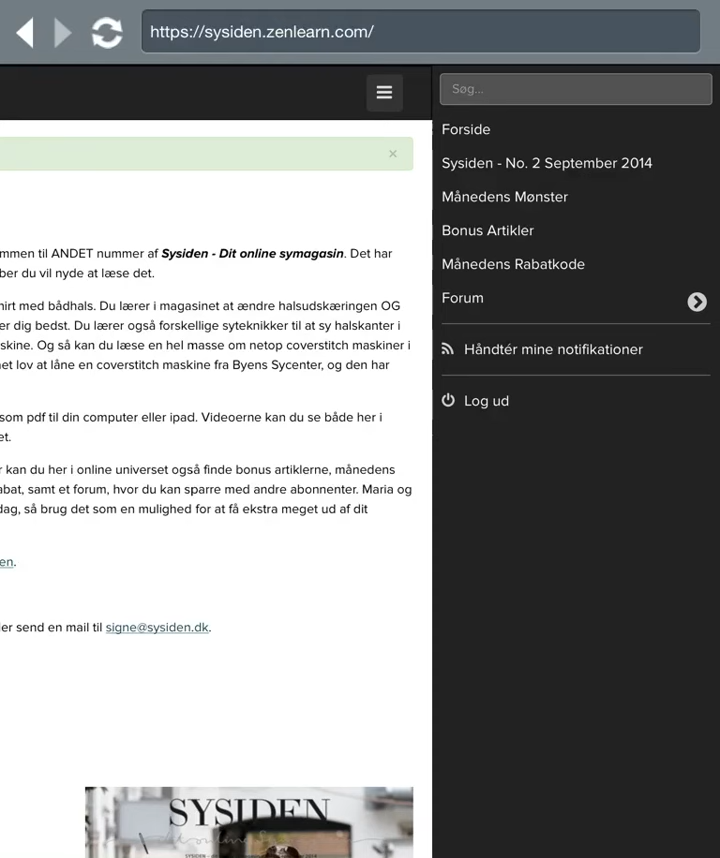 https://sysiden.zenlearn.com/
×
mmen til ANDET nummer af Sysiden - Dit online symagasin. Det har
ber du vil nyde at læse det.
hirt med bådhals. Du lærer i magasinet at ændre halsudskæringen OG
er dig bedst. Du lærer også forskellige syteknikker til at sy halskanter i
skine. Og så kan du læse en hel masse om netop coverstitch maskiner i
et lov at låne en coverstitch maskine fra Byens Sycenter, og den har
som pdf til din computer eller ipad. Videoerne kan du se både her i
et.
r kan du her i online universet også finde bonus artiklerne, månedens
abat, samt et forum, hvor du kan sparre med andre abonnenter. Maria og
dag, så brug det som en mulighed for at få ekstra meget ud af dit
en.
er send en mail til signe@sysiden.dk.
SYSIDEN
Søg...
Forside
Sysiden - No. 2 September 2014
Månedens Mønster
Bonus Artikler
Månedens Rabatkode
Forum
Håndtér mine notifikationer
Log ud